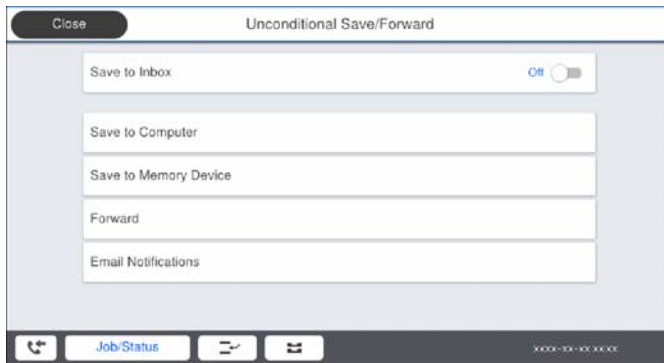 Close
Unconditional Save/Forward
Save to Inbox
Off
Save to Computer
Save to Memory Device
Forward
Email Notifications
Job/Status